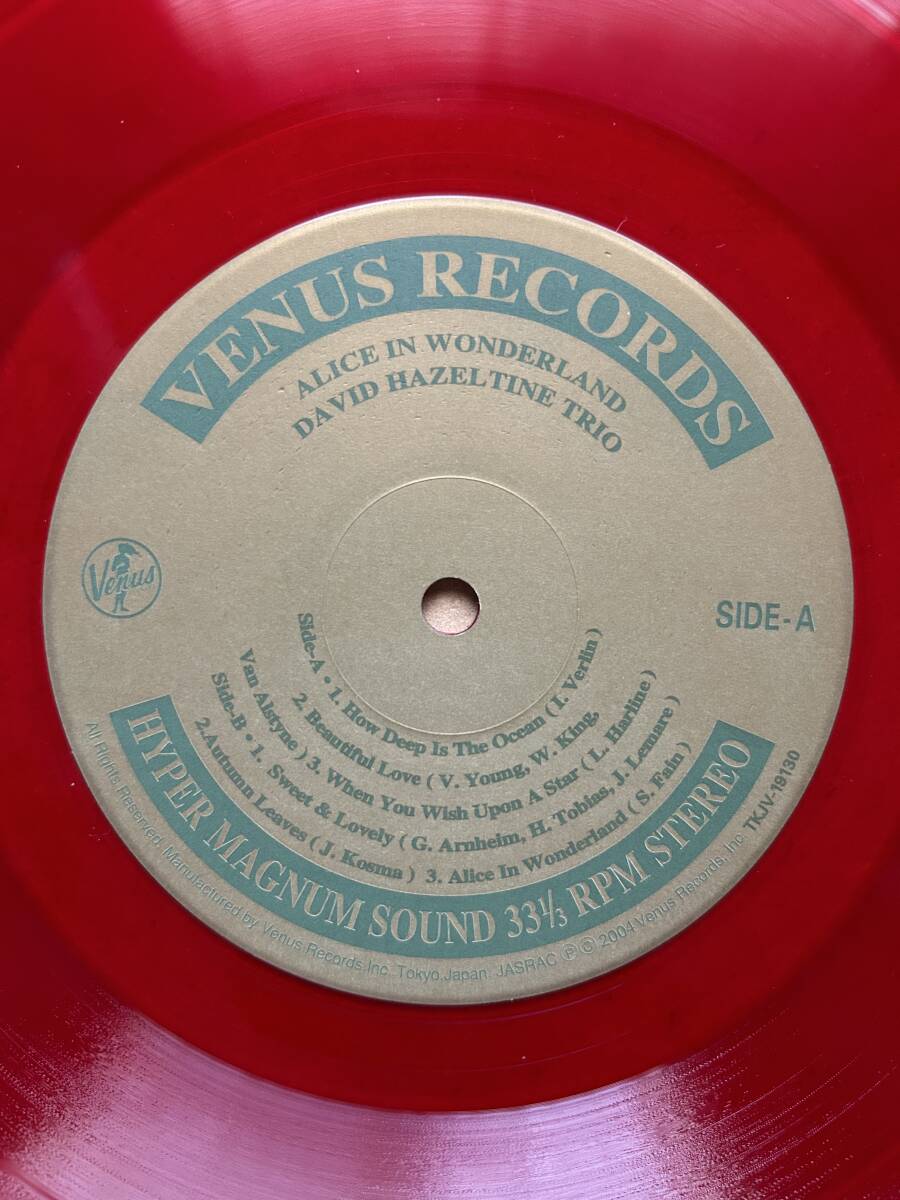 VENUS RECORDS
ALICE IN WONDERLAND
DAVID HAZELTINE TRIO
Venus
SIDE-A
Side-A • 1. How Deep Is The Ocean ( I. Verlin )
2. Beautiful Love ( V. Young, W. King,
Van Alstyne ) 3. When You Wish Upon A Star ( L. Harline )
Side-B • 1. Sweet & Lovely ( G. Arnheim, H. Tobias, J. Lemare )
2. Autumn Leaves ( J. Kosma ) 3. Alice In Wonderland ( S. Fain )
HYPER MAGNUM SOUND 33⅓ RPM STEREO
TKJV-19130
All Rights Reserved. Manufactured by Venus Records, Inc. Tokyo, Japan. JASRAC Ⓟ © 2004 Venus Records, Inc.